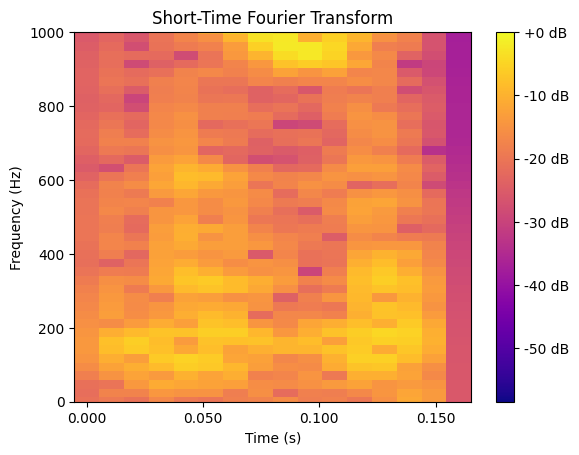 Short-Time Fourier Transform
1000
800
600
400
200
0
Frequency (Hz)
0.000
0.050
0.100
0.150
Time (s)
+0 dB
-10 dB
-20 dB
-30 dB
-40 dB
-50 dB